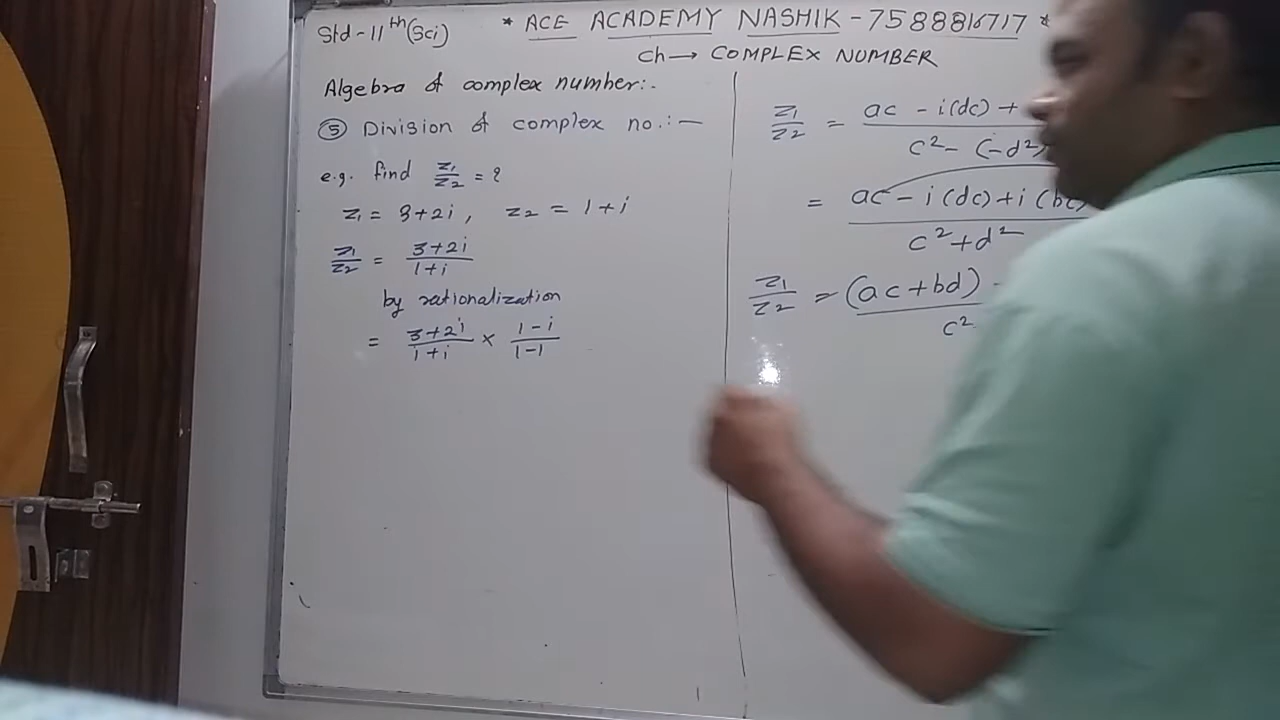 Std-11th (Sci)
* ACE ACADEMY NASHIK - 7588816717 *
Ch → COMPLEX NUMBER
Algebra of complex number:-
⑤ Division of complex no.:—
e.g. find z₁/z₂ = ?
z₁ = 3+2i, z₂ = 1+i
z₁/z₂ = (3+2i)/(1+i)
by rationalization
= (3+2i)/(1+i) × (1-i)/(1-1)
z₁/z₂ = ac - i(dc) + / c² - (-d²)
= ac - i(dc) + i(bc) / c² + d²
z₁/z₂ = (ac+bd) - / c²